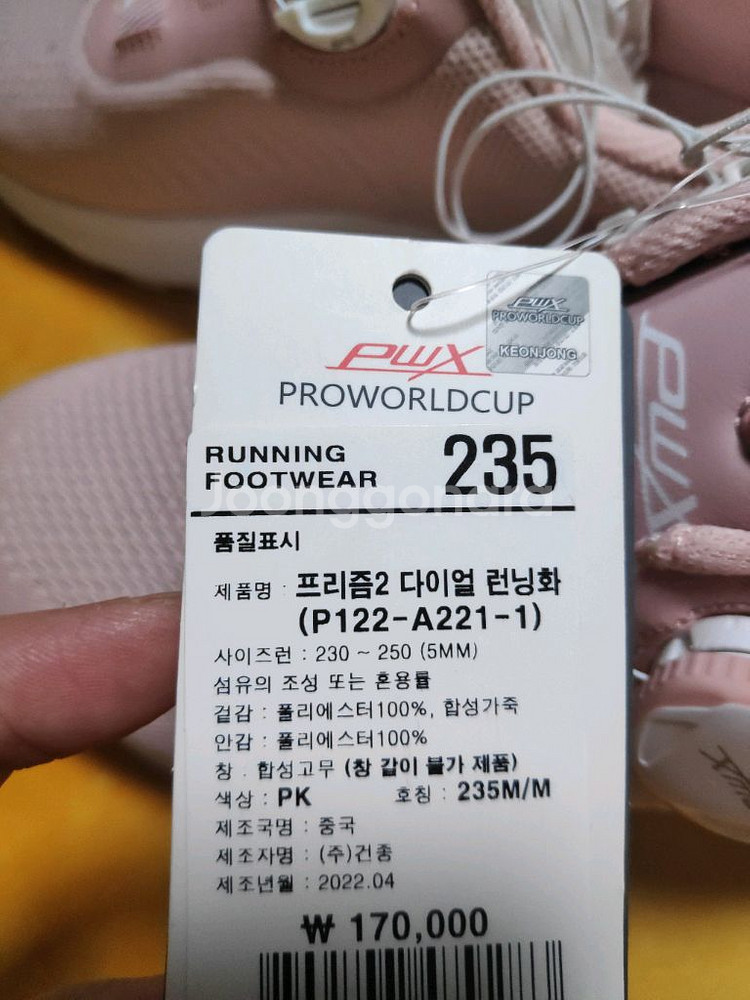 PWX
PROWORLDCUP
KEONJONG
PWX
PROWORLDCUP
RUNNING
FOOTWEAR
235
Joonggonara
품질표시
제품명 : 프리즘2 다이얼 런닝화
(P122-A221-1)
사이즈런 : 230 ~ 250 (5MM)
섬유의 조성 또는 혼용률
겉감 : 폴리에스터100%, 합성가죽
안감 : 폴리에스터100%
창 : 합성고무 (창 갈이 불가 제품)
색상 : PK 호칭 : 235M/M
제조국명 : 중국
제조자명 : (주)건종
제조년월 : 2022.04
₩ 170,000
PWX